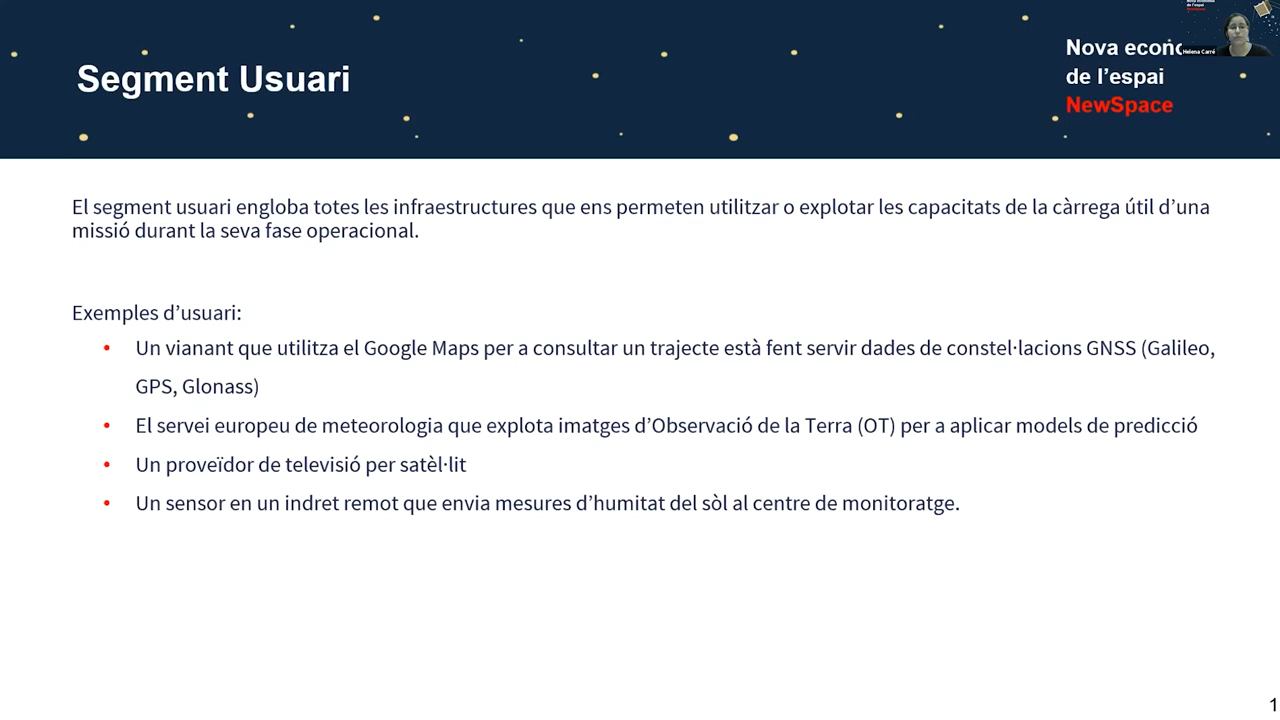 Segment Usuari
Nova econo
de l'espai
NewSpace
Helena Carré
El segment usuari engloba totes les infraestructures que ens permeten utilitzar o explotar les capacitats de la càrrega útil d'una
missió durant la seva fase operacional.
Exemples d'usuari:
• Un vianant que utilitza el Google Maps per a consultar un trajecte està fent servir dades de constel·lacions GNSS (Galileo,
GPS, Glonass)
• El servei europeu de meteorologia que explota imatges d'Observació de la Terra (OT) per a aplicar models de predicció
• Un proveïdor de televisió per satèl·lit
• Un sensor en un indret remot que envia mesures d'humitat del sòl al centre de monitoratge.
1